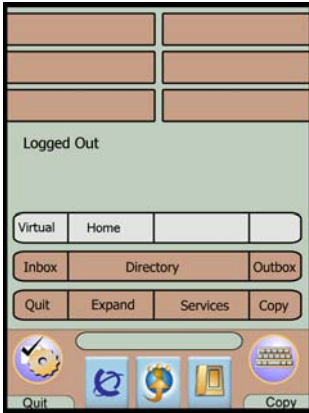 Logged Out
Virtual Home
Inbox Directory Outbox
Quit Expand Services Copy
Quit Copy